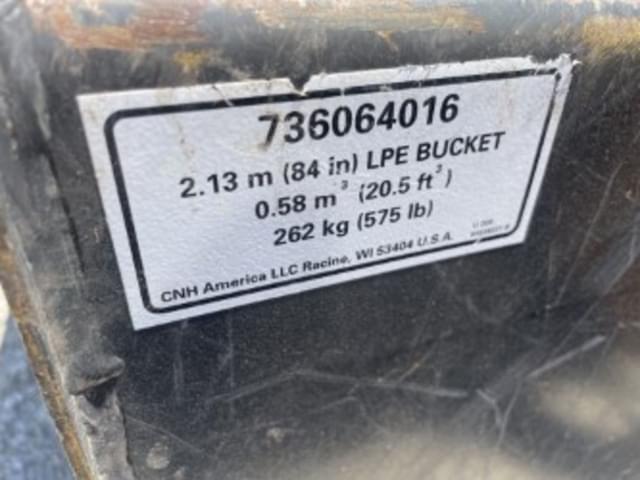 736064016
2.13 m (84 in) LPE BUCKET
0.58 m³ (20.5 ft³)
262 kg (575 lb)
CNH America LLC Racine, WI 53404 U.S.A.